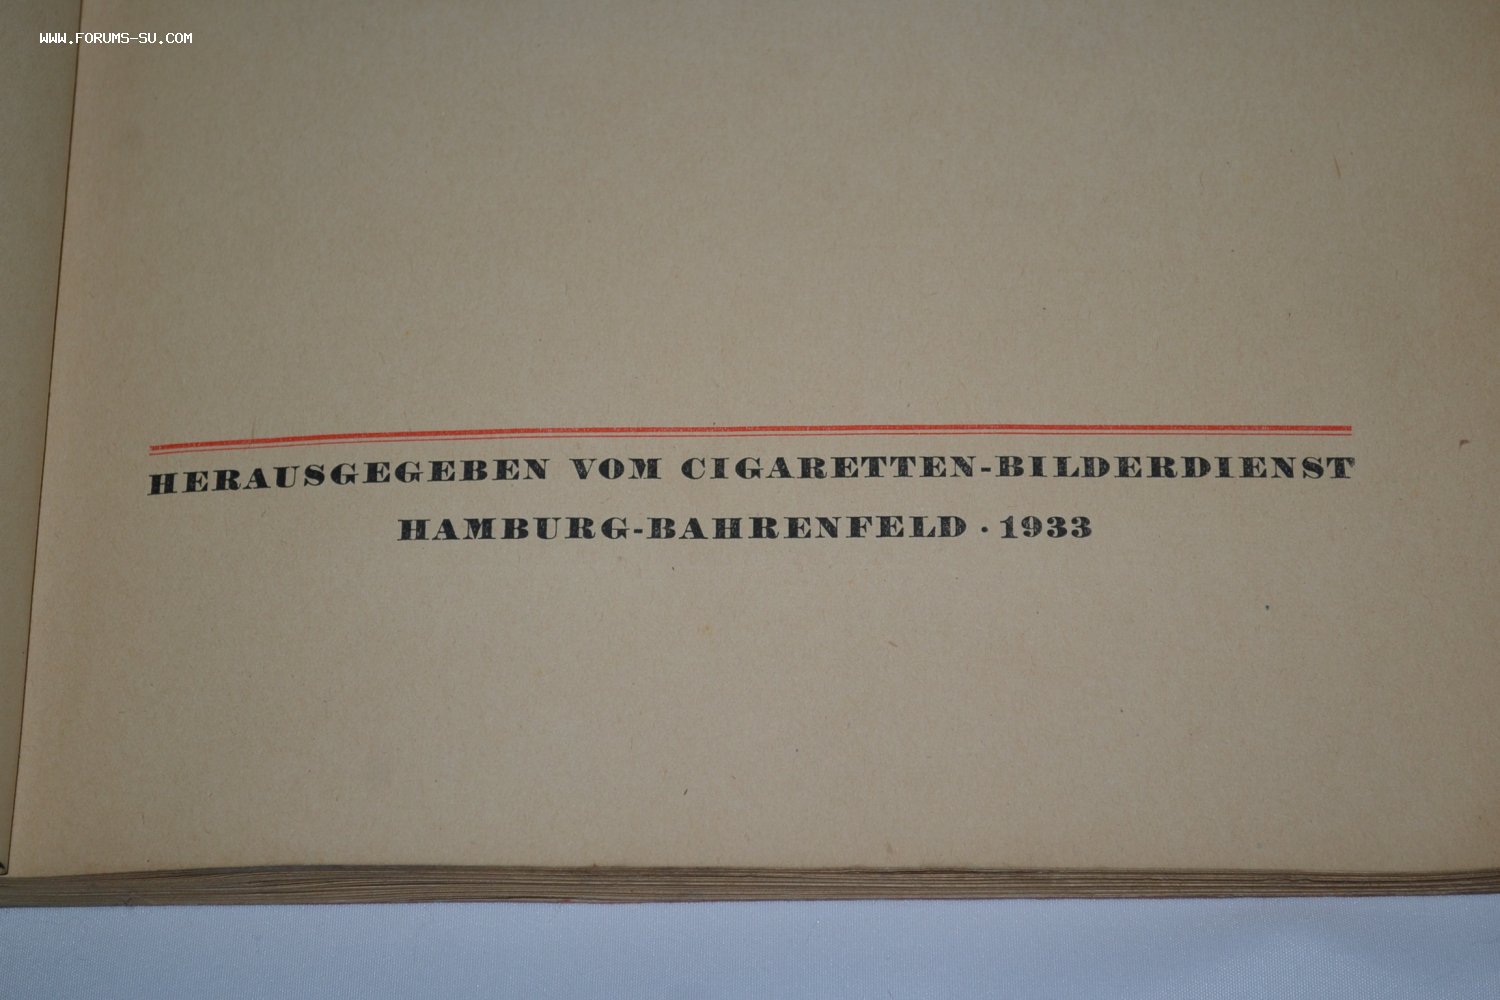 WWW.FORUMS-SU.COM
HERAUSGEGEBEN VOM CIGARETTEN-BILDERDIENST
HAMBURG-BAHRENFELD · 1933